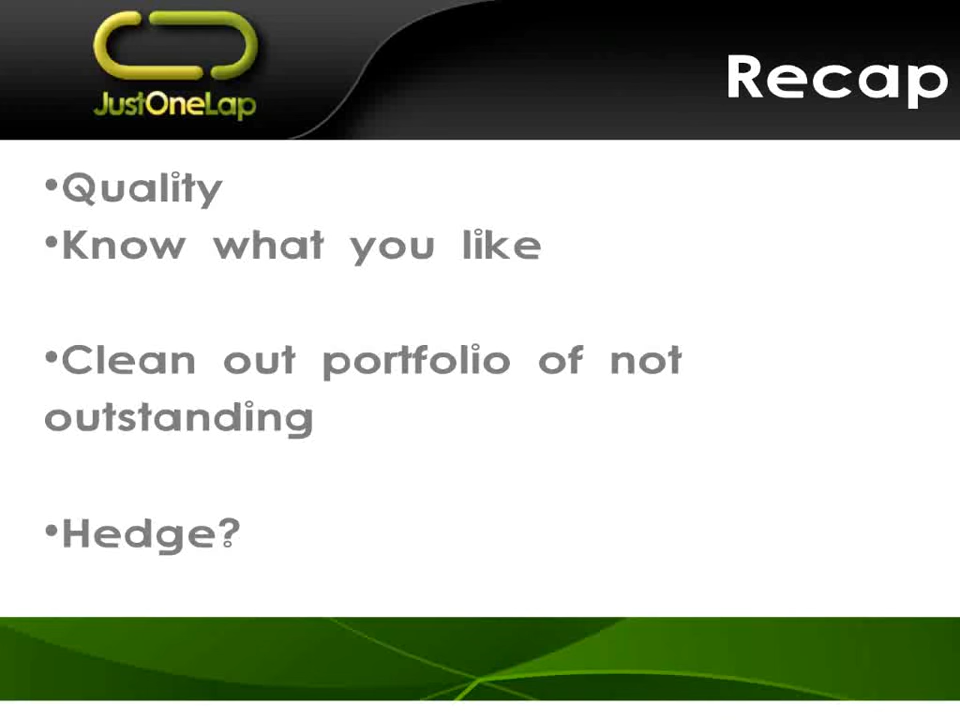 JustOneLap
Recap
•Quality
•Know what you like
•Clean out portfolio of not
outstanding
•Hedge?